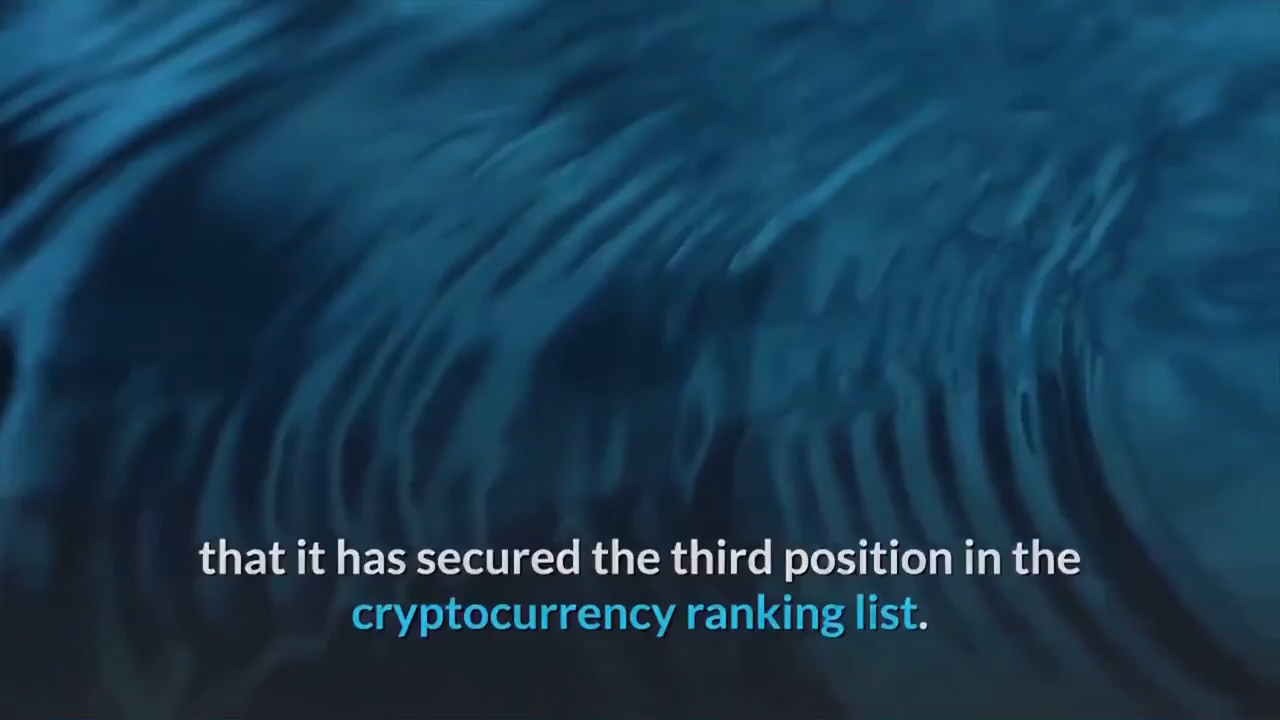 that it has secured the third position in the
cryptocurrency ranking list.